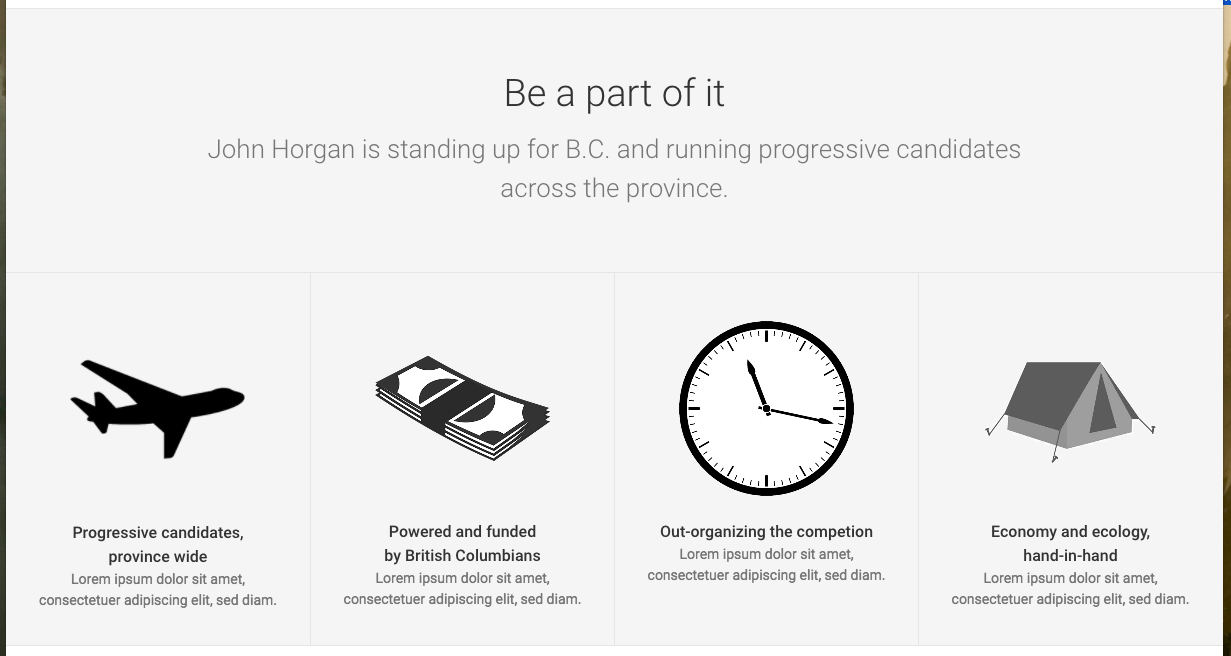 Be a part of it
John Horgan is standing up for B.C. and running progressive candidates
across the province.
Progressive candidates,
province wide
Lorem ipsum dolor sit amet,
consectetuer adipiscing elit, sed diam.
Powered and funded
by British Columbians
Lorem ipsum dolor sit amet,
consectetuer adipiscing elit, sed diam.
Out-organizing the competion
Lorem ipsum dolor sit amet,
consectetuer adipiscing elit, sed diam.
Economy and ecology,
hand-in-hand
Lorem ipsum dolor sit amet,
consectetuer adipiscing elit, sed diam.